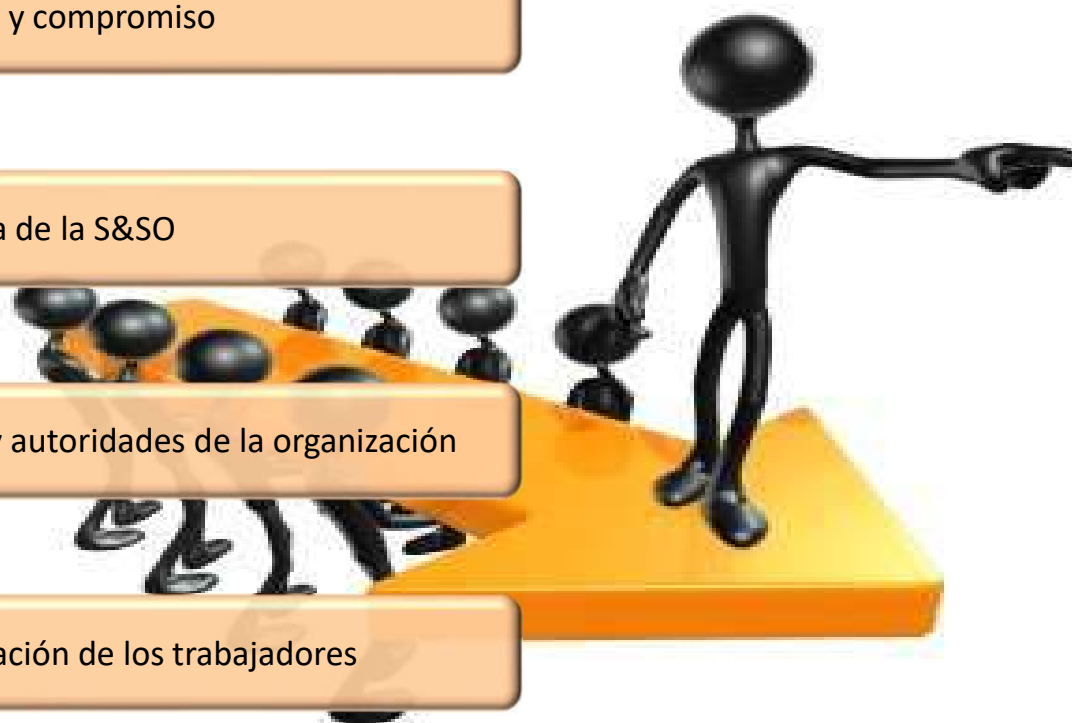 y compromiso
a de la S&SO
y autoridades de la organización
ación de los trabajadores